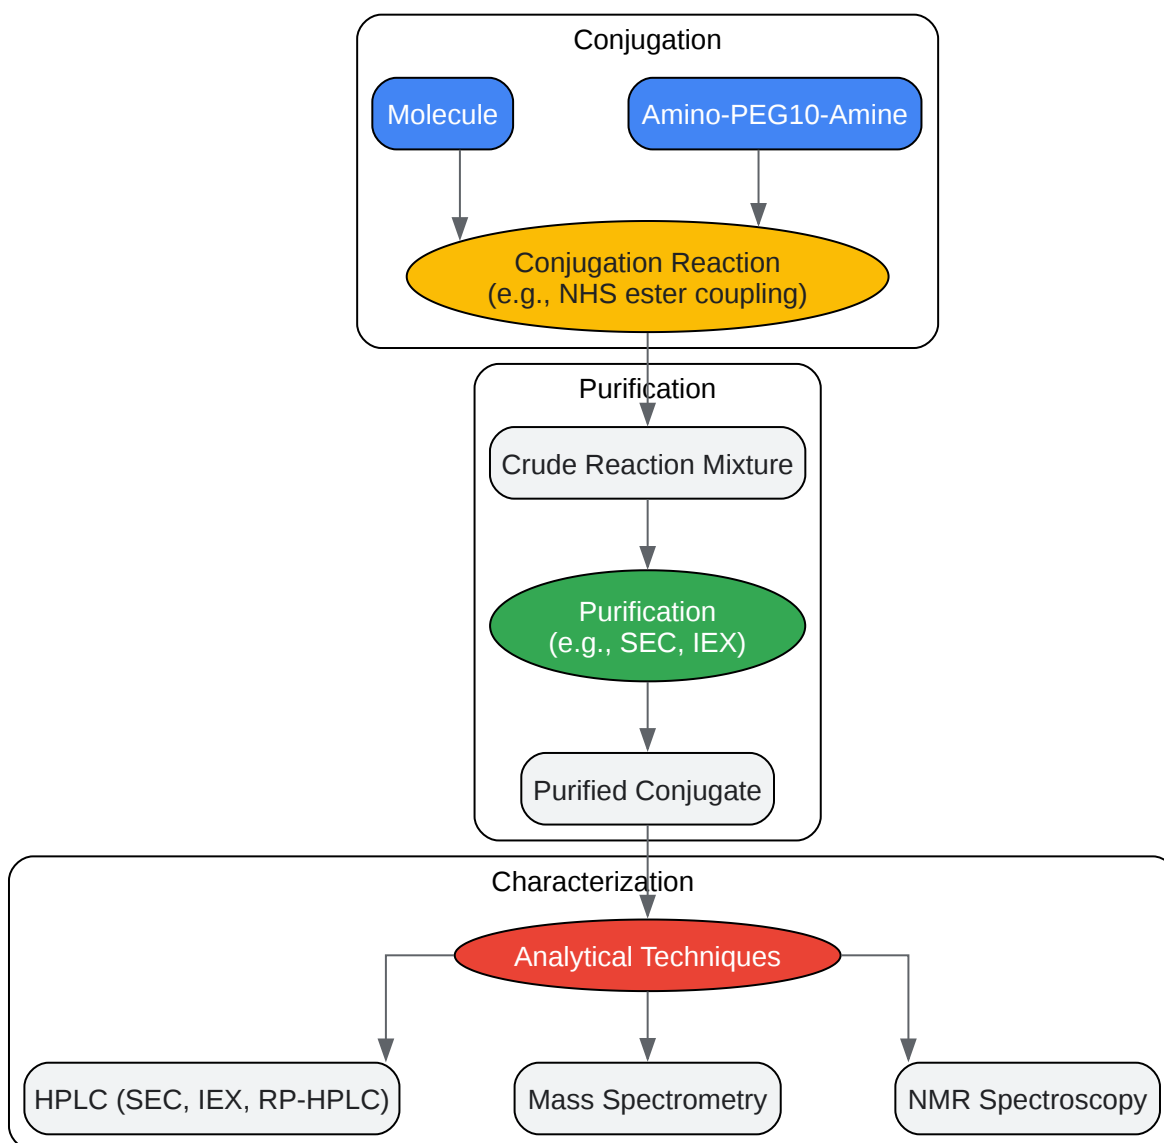 Conjugation
Molecule
Amino-PEG10-Amine
Conjugation Reaction
(e.g., NHS ester coupling)
Purification
Crude Reaction Mixture
Purification
(e.g., SEC, IEX)
Purified Conjugate
Characterization
Analytical Techniques
HPLC (SEC, IEX, RP-HPLC)
Mass Spectrometry
NMR Spectroscopy